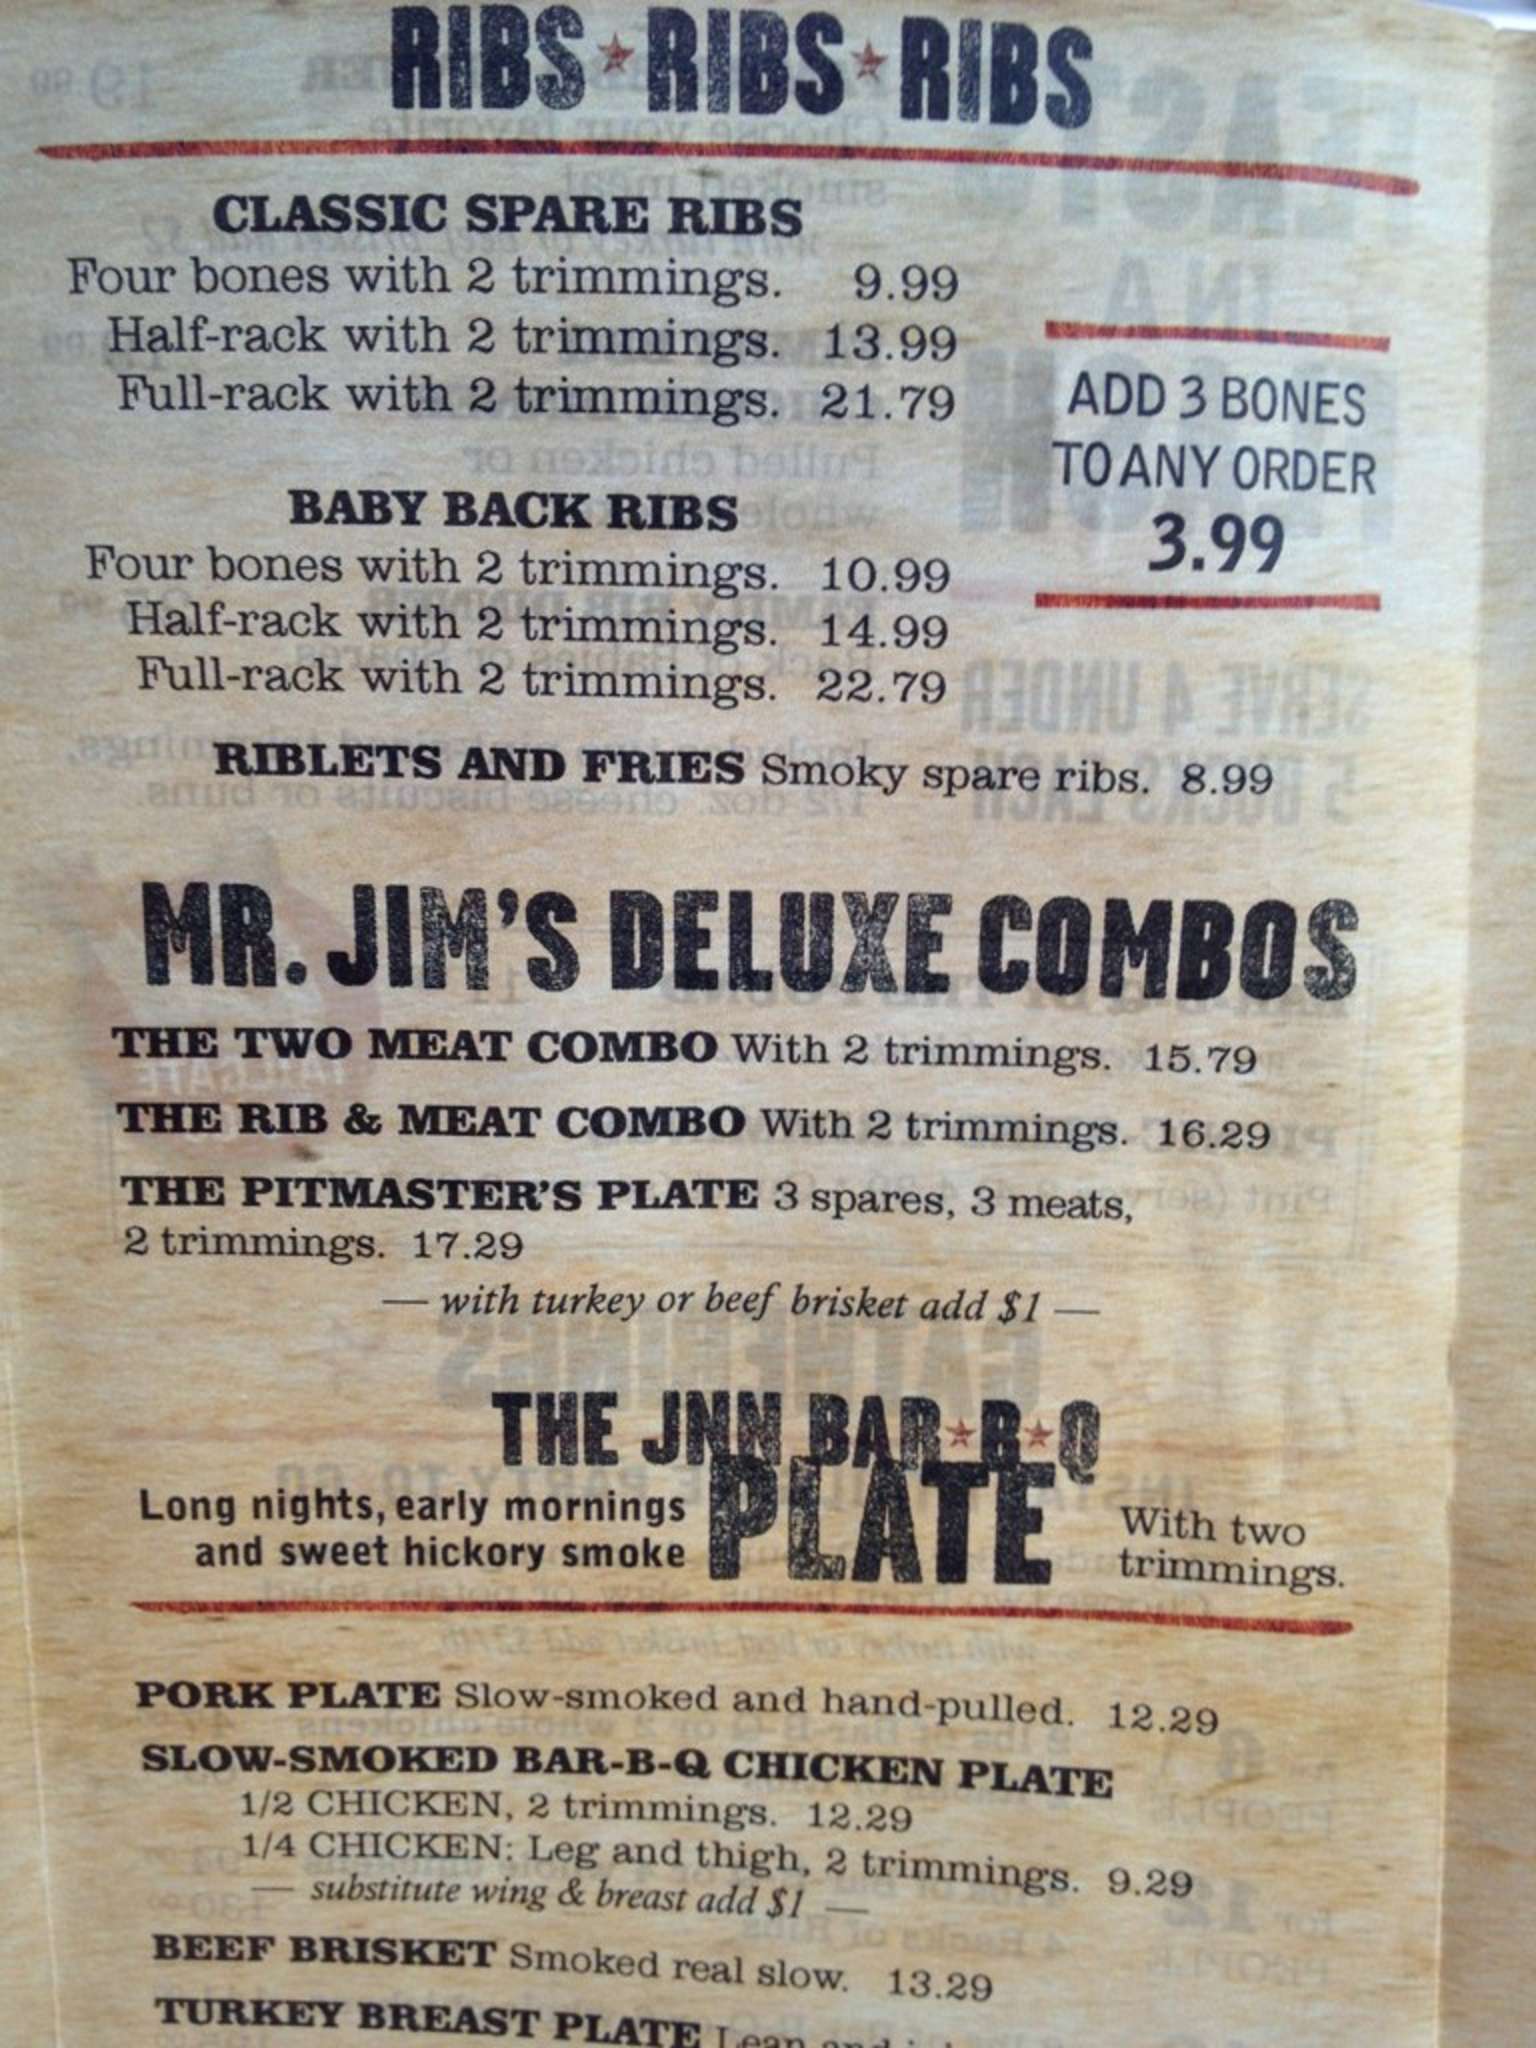 RIBS RIBS RIBS
CLASSIC SPARE RIBS
Four bones with 2 trimmings. 9.99
Half-rack with 2 trimmings. 13.99
Full-rack with 2 trimmings. 21.79
ADD 3 BONES
TO ANY ORDER
3.99
BABY BACK RIBS
Four bones with 2 trimmings. 10.99
Half-rack with 2 trimmings. 14.99
Full-rack with 2 trimmings. 22.79
RIBLETS AND FRIES Smoky spare ribs. 8.99
MR. JIM'S DELUXE COMBOS
THE TWO MEAT COMBO With 2 trimmings. 15.79
THE RIB & MEAT COMBO With 2 trimmings. 16.29
THE PITMASTER'S PLATE 3 spares, 3 meats,
2 trimmings. 17.29
— with turkey or beef brisket add $1 —
THE JNN BAR B Q
PLATE
Long nights, early mornings
and sweet hickory smoke
With two
trimmings.
PORK PLATE Slow-smoked and hand-pulled. 12.29
SLOW-SMOKED BAR-B-Q CHICKEN PLATE
1/2 CHICKEN, 2 trimmings. 12.29
1/4 CHICKEN: Leg and thigh, 2 trimmings. 9.29
— substitute wing & breast add $1 —
BEEF BRISKET Smoked real slow. 13.29
TURKEY BREAST PLATE Lean and